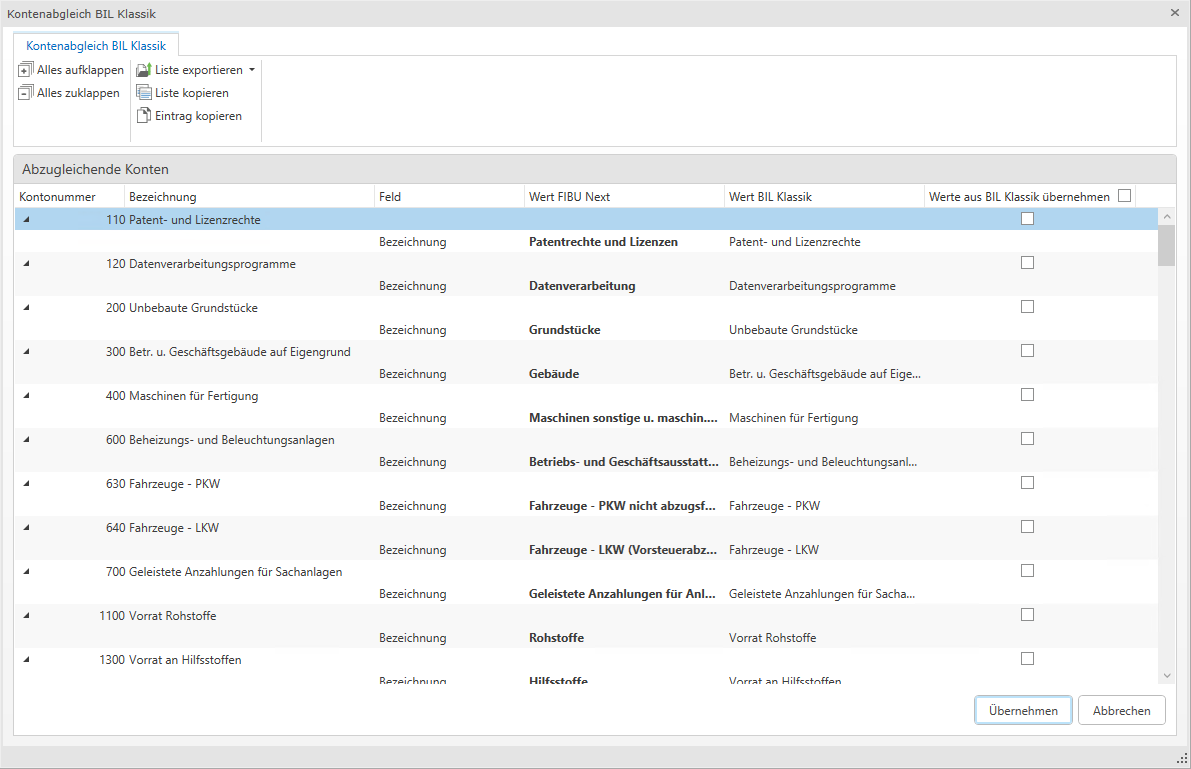 Kontenabgleich BIL Klassik
Kontenabgleich BIL Klassik
Alles aufklappen
Alles zuklappen
Liste exportieren
Liste kopieren
Eintrag kopieren
Abzugleichende Konten
Kontonummer Bezeichnung Feld Wert FIBU Next Wert BIL Klassik Werte aus BIL Klassik übernehmen
110 Patent- und Lizenzrechte
Bezeichnung Patentrechte und Lizenzen Patent- und Lizenzrechte
120 Datenverarbeitungsprogramme
Bezeichnung Datenverarbeitung Datenverarbeitungsprogramme
200 Unbebaute Grundstücke
Bezeichnung Grundstücke Unbebaute Grundstücke
300 Betr. u. Geschäftsgebäude auf Eigengrund
Bezeichnung Gebäude Betr. u. Geschäftsgebäude auf Eige...
400 Maschinen für Fertigung
Bezeichnung Maschinen sonstige u. maschin.... Maschinen für Fertigung
600 Beheizungs- und Beleuchtungsanlagen
Bezeichnung Betriebs- und Geschäftsausstatt... Beheizungs- und Beleuchtungsanl...
630 Fahrzeuge - PKW
Bezeichnung Fahrzeuge - PKW nicht abzugsf... Fahrzeuge - PKW
640 Fahrzeuge - LKW
Bezeichnung Fahrzeuge - LKW (Vorsteuerabz... Fahrzeuge - LKW
700 Geleistete Anzahlungen für Sachanlagen
Bezeichnung Geleistete Anzahlungen für Anl... Geleistete Anzahlungen für Sacha...
1100 Vorrat Rohstoffe
Bezeichnung Rohstoffe Vorrat Rohstoffe
1300 Vorrat an Hilfsstoffen
Bezeichnung Hilfsstoffe Vorrat an Hilfsstoffen
Übernehmen Abbrechen